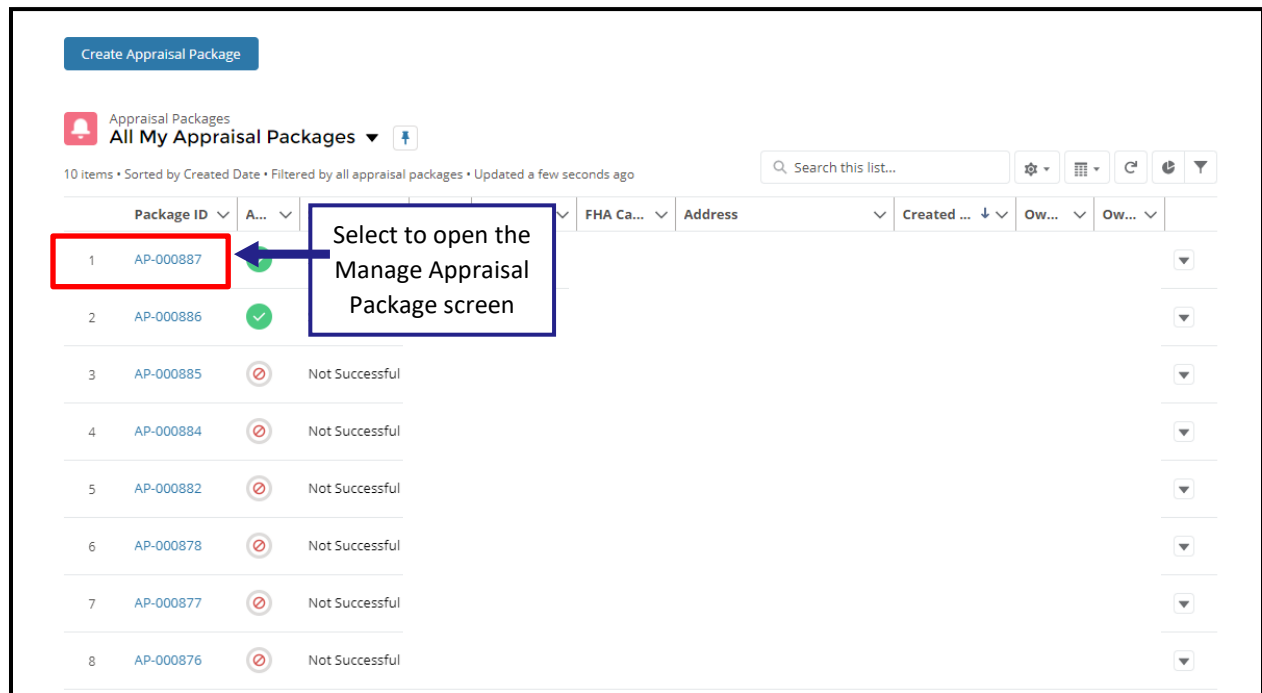 Create Appraisal Package
Appraisal Packages
All My Appraisal Packages
10 items • Sorted by Created Date • Filtered by all appraisal packages • Updated a few seconds ago
Search this list...
Package ID A... FHA Ca... Address Created ... Ow... Ow...
Select to open the
Manage Appraisal
Package screen
1 AP-000887
2 AP-000886
3 AP-000885 Not Successful
4 AP-000884 Not Successful
5 AP-000882 Not Successful
6 AP-000878 Not Successful
7 AP-000877 Not Successful
8 AP-000876 Not Successful